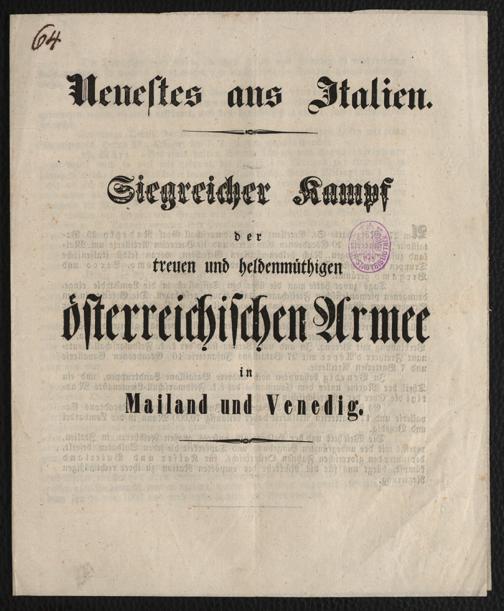 64
Neuestes aus Italien.
Siegreicher Kampf
der
treuen und heldenmüthigen
österreichischen Armee
in
Mailand und Venedig.